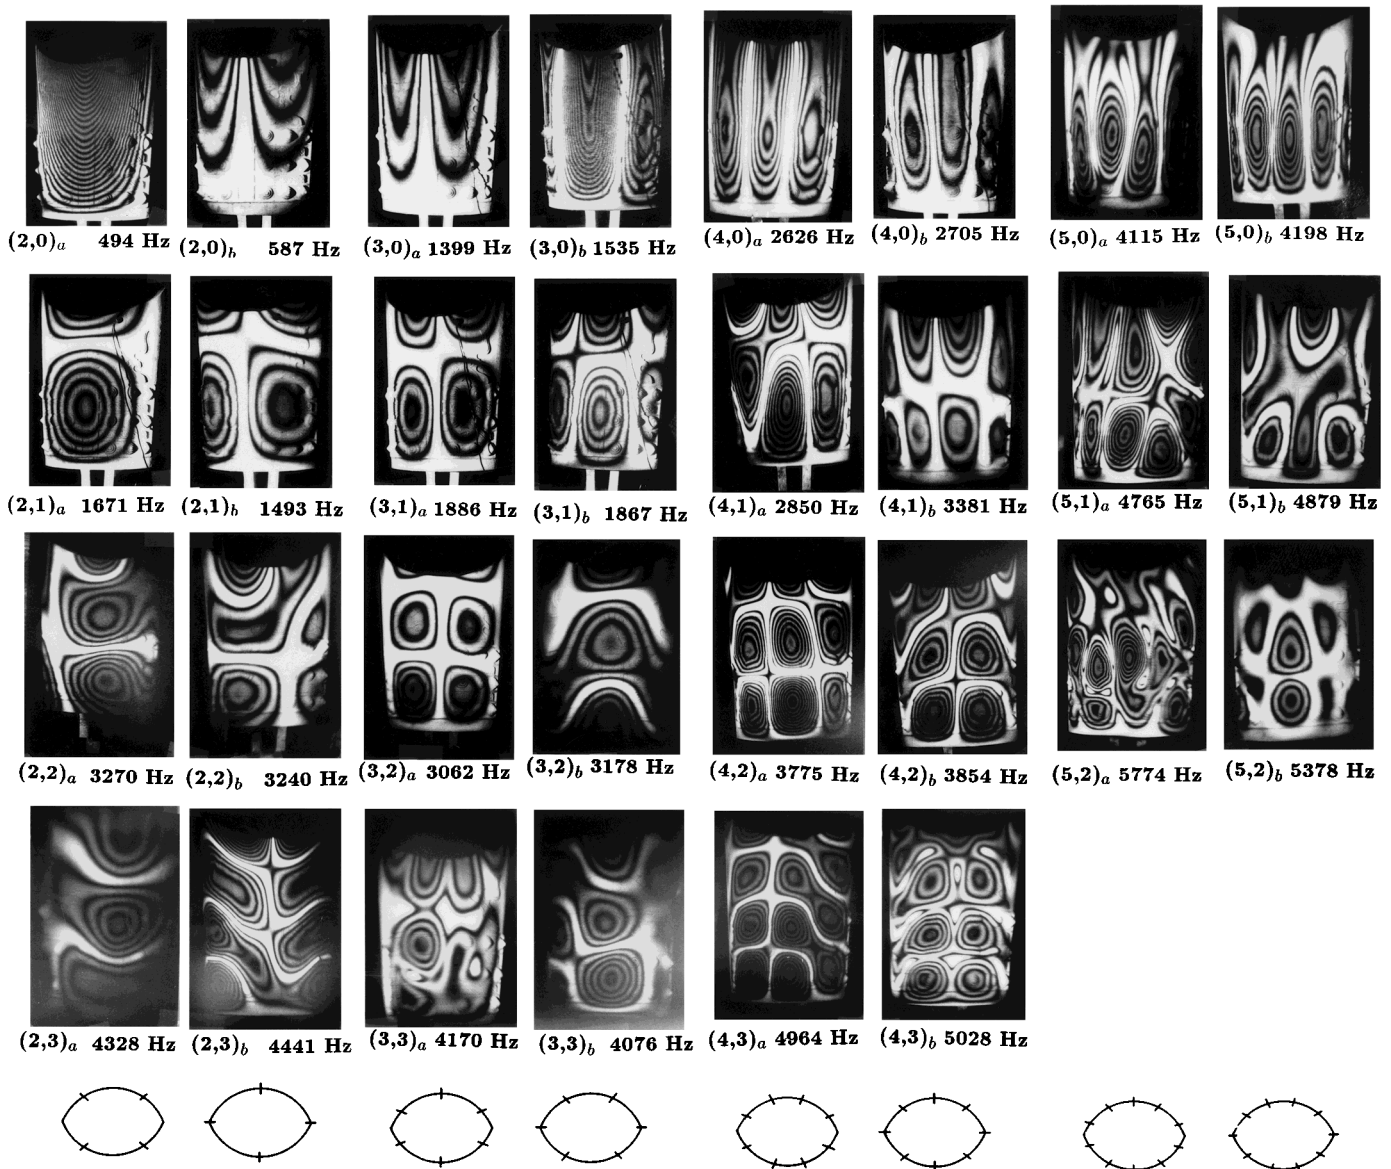 (2,0)a 494 Hz (2,0)b 587 Hz (3,0)a 1399 Hz (3,0)b 1535 Hz (4,0)a 2626 Hz (4,0)b 2705 Hz (5,0)a 4115 Hz (5,0)b 4198 Hz
(2,1)a 1671 Hz (2,1)b 1493 Hz (3,1)a 1886 Hz (3,1)b 1867 Hz (4,1)a 2850 Hz (4,1)b 3381 Hz (5,1)a 4765 Hz (5,1)b 4879 Hz
(2,2)a 3270 Hz (2,2)b 3240 Hz (3,2)a 3062 Hz (3,2)b 3178 Hz (4,2)a 3775 Hz (4,2)b 3854 Hz (5,2)a 5774 Hz (5,2)b 5378 Hz
(2,3)a 4328 Hz (2,3)b 4441 Hz (3,3)a 4170 Hz (3,3)b 4076 Hz (4,3)a 4964 Hz (4,3)b 5028 Hz